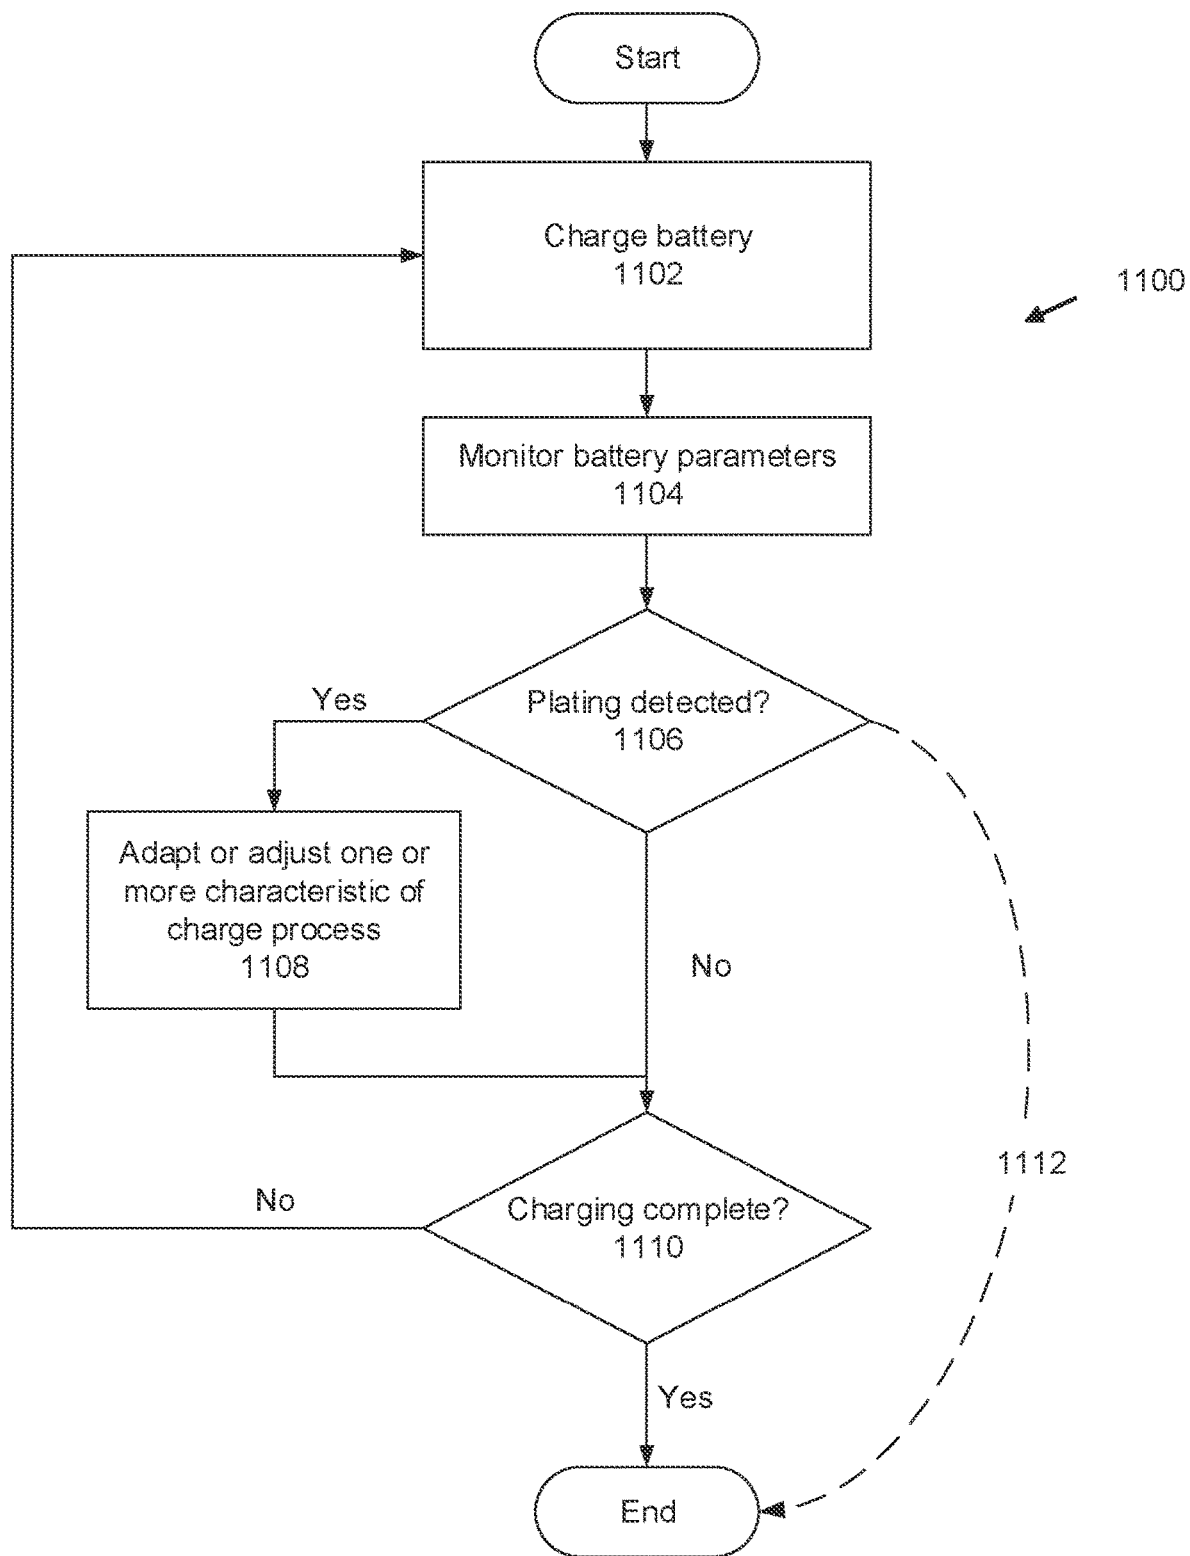 Start
Charge battery
1102
1100
Monitor battery parameters
1104
Yes
Plating detected?
1106
Adapt or adjust one or
more characteristic of
charge process
1108
No
1112
No
Charging complete?
1110
Yes
End